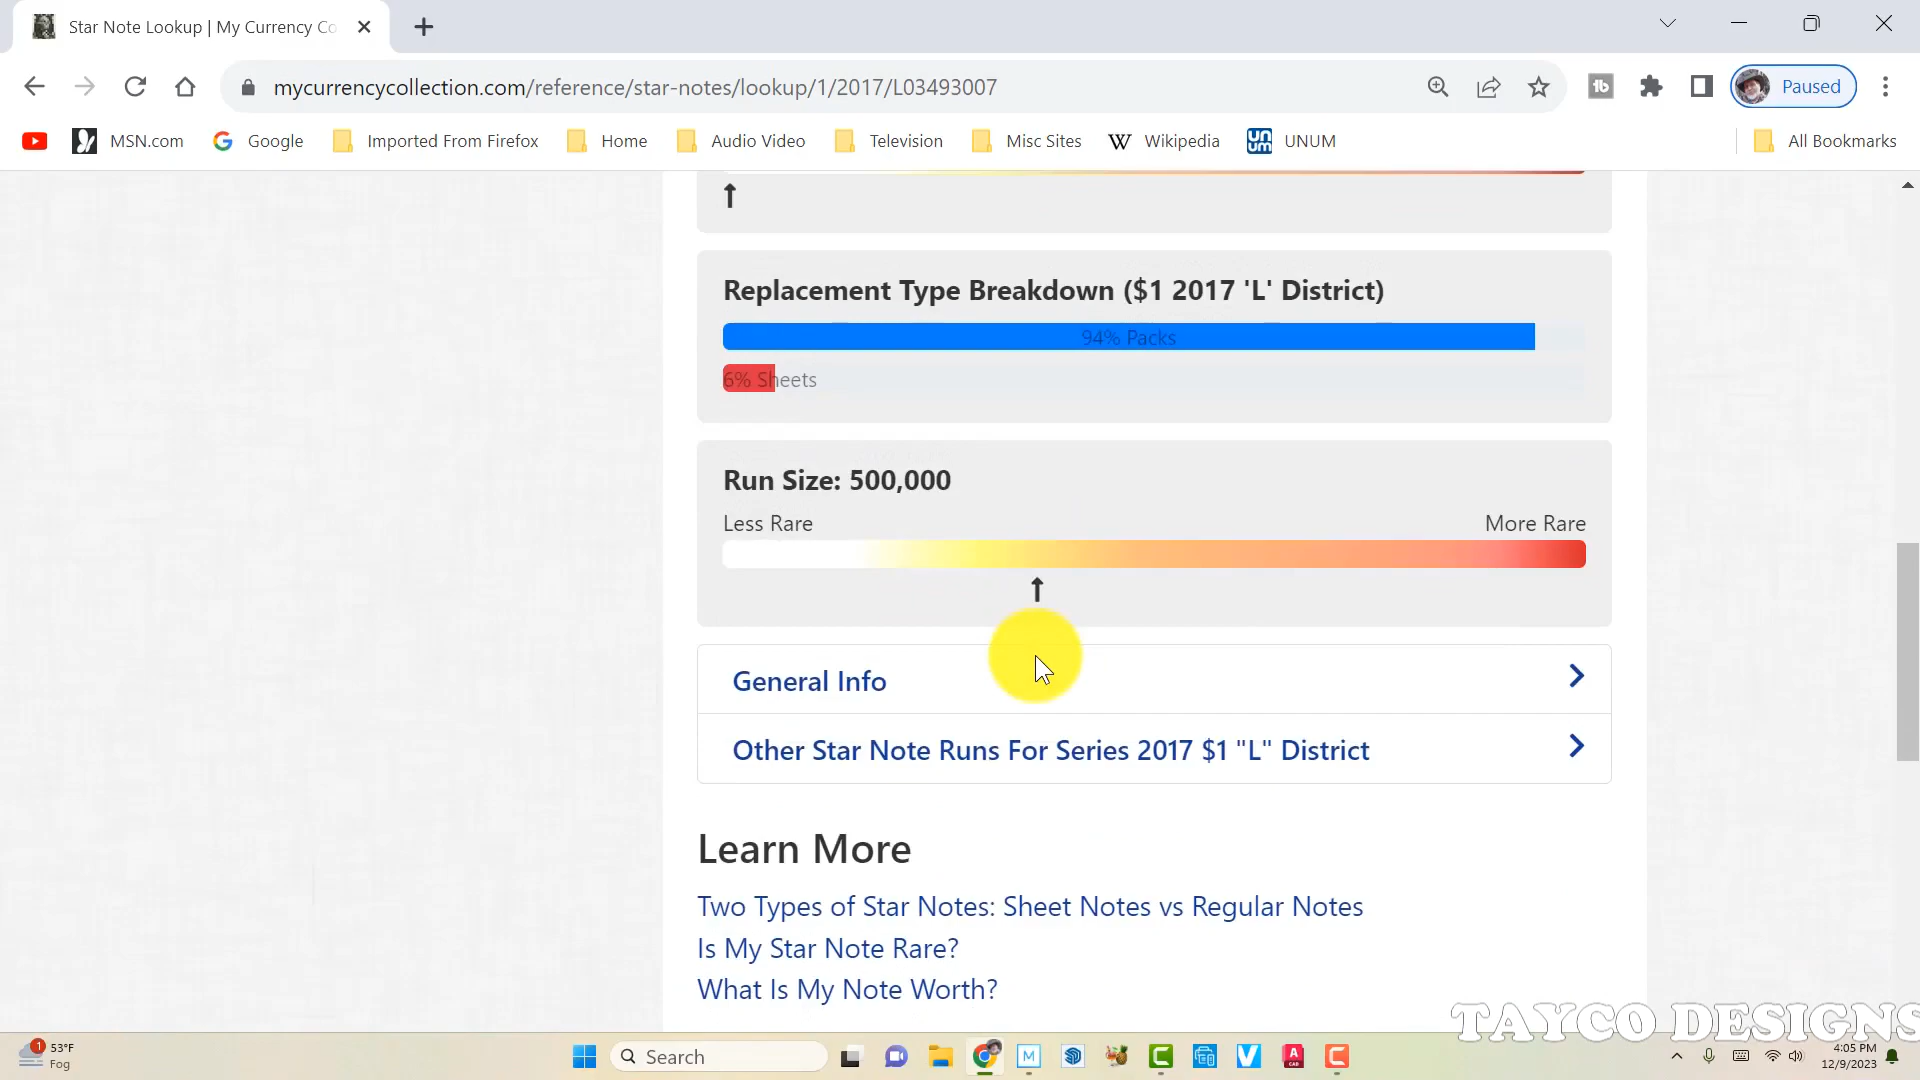 Star Note Lookup | My Currency Co
mycurrencycollection.com/reference/star-notes/lookup/1/2017/L03493007
Paused
MSN.com
Google
Imported From Firefox
Home
Audio Video
Television
Misc Sites
Wikipedia
UNUM
All Bookmarks
Replacement Type Breakdown ($1 2017 'L' District)
94% Packs
6% Sheets
Run Size: 500,000
Less Rare
More Rare
General Info
Other Star Note Runs For Series 2017 $1 "L" District
Learn More
Two Types of Star Notes: Sheet Notes vs Regular Notes
Is My Star Note Rare?
What Is My Note Worth?
TAYCO DESIGNS
1
53°F
Fog
Search
4:05 PM
12/9/2023